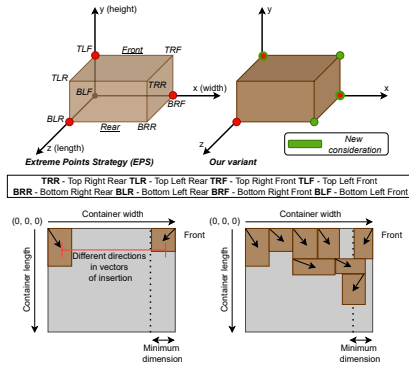 y (height)
TLF
Front
TRF
TLR
TRR
BLF
x (width)
BRF
BLR
Rear
BRR
z (length)
Extreme Points Strategy (EPS)
y
x
z
Our variant
New
consideration
TRR - Top Right Rear TLR - Top Left Rear TRF - Top Right Front TLF - Top Left Front
BRR - Bottom Right Rear BLR - Bottom Left Rear BRF - Bottom Right Front BLF - Bottom Left Front
Container width
(0, 0, 0)
Front
Container length
Different directions
in vectors
of insertion
Minimum
dimension
Container width
(0, 0, 0)
Front
Container length
Minimum
dimension